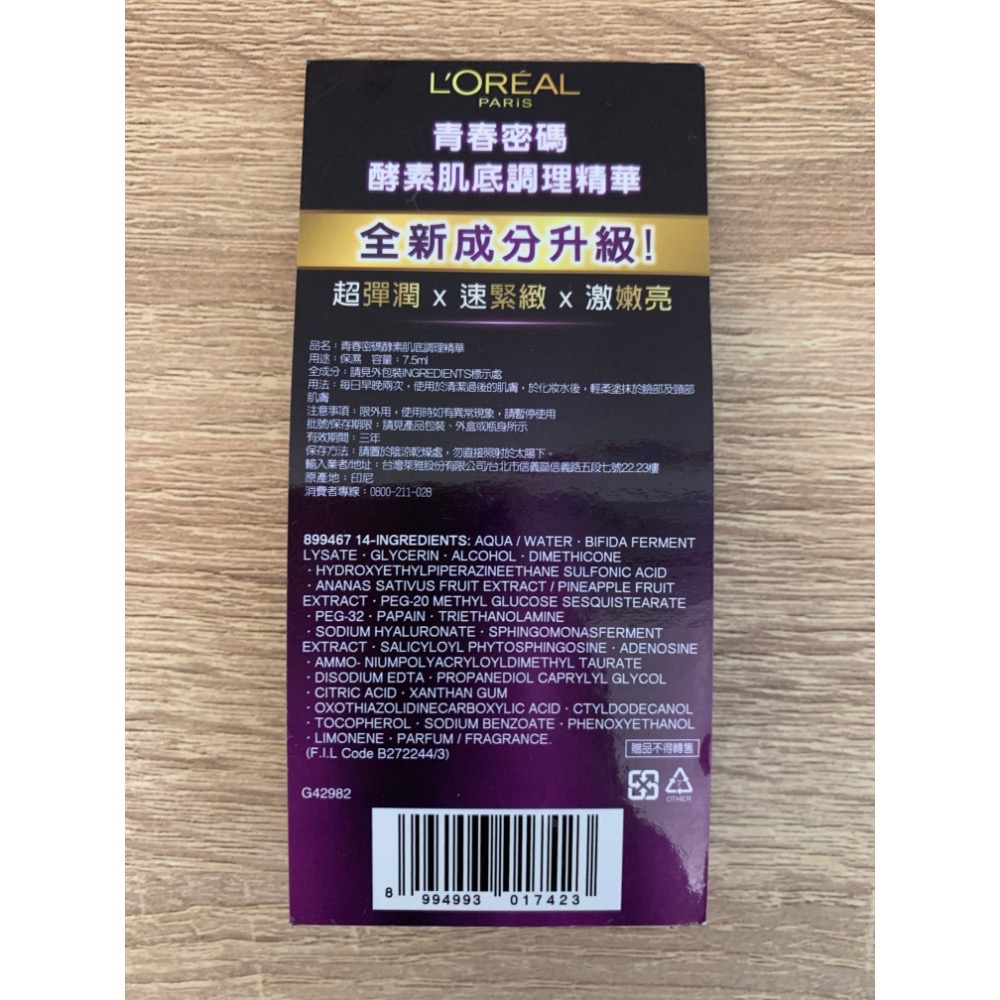 L'ORÉAL
PARIS
青春密碼
酵素肌底調理精華
全新成分升級!
超彈潤 x 速緊緻 x 激嫩亮
品名:青春密碼酵素肌底調理精華
用途:保濕 容量:7.5ml
全成分:請見外包裝INGREDIENTS標示處
用法:每日早晚兩次,使用於清潔過後的肌膚,於化妝水後,輕柔塗抹於臉部及頸部
肌膚
注意事項:限外用,使用時如有異常現象,請暫停使用
批號/保存期限:請見產品包裝、外盒或瓶身所示
有效期間:三年
保存方法:請置於陰涼乾燥處,勿直接照射於太陽下。
輸入業者/地址:台灣萊雅股份有限公司/台北市信義區信義路五段七號22.23樓
原產地:印尼
消費者專線:0800-211-028
899467 14-INGREDIENTS: AQUA / WATER · BIFIDA FERMENT
LYSATE · GLYCERIN · ALCOHOL · DIMETHICONE
· HYDROXYETHYLPIPERAZINEETHANE SULFONIC ACID
· ANANAS SATIVUS FRUIT EXTRACT / PINEAPPLE FRUIT
EXTRACT · PEG-20 METHYL GLUCOSE SESQUISTEARATE
· PEG-32 · PAPAIN · TRIETHANOLAMINE
· SODIUM HYALURONATE · SPHINGOMONASFERMENT
EXTRACT · SALICYLOYL PHYTOSPHINGOSINE · ADENOSINE
· AMMO- NIUMPOLYACRYLOYLDIMETHYL TAURATE
· DISODIUM EDTA · PROPANEDIOL CAPRYLYL GLYCOL
· CITRIC ACID · XANTHAN GUM
· OXOTHIAZOLIDINECARBOXYLIC ACID · CTYLDODECANOL
· TOCOPHEROL · SODIUM BENZOATE · PHENOXYETHANOL
· LIMONENE · PARFUM / FRAGRANCE.
(F.I.L Code B272244/3)
贈品不得轉售
7
OTHER
G42982
8 994993 017423